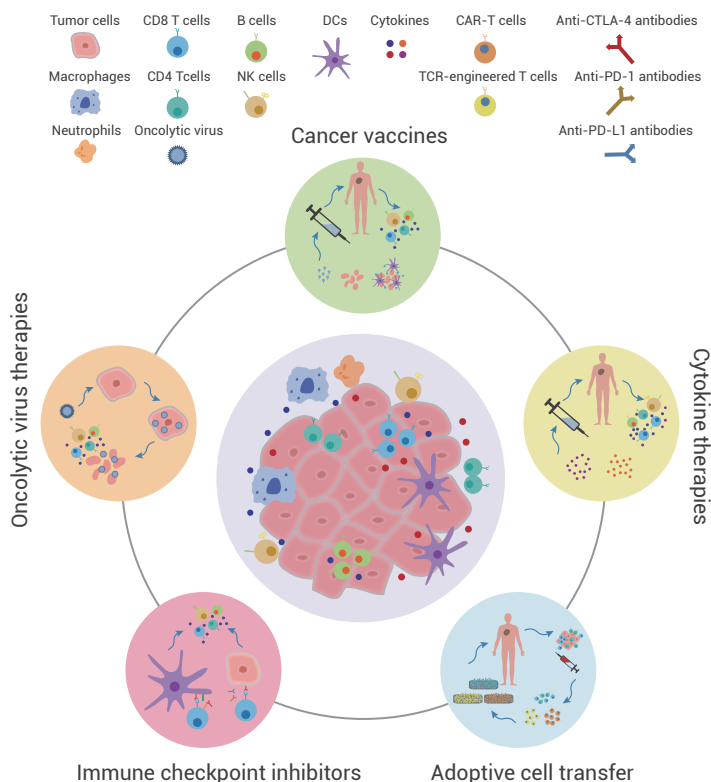 Tumor cells
CD8 T cells
B cells
DCs
Cytokines
CAR-T cells
Anti-CTLA-4 antibodies
Macrophages
CD4 Tcells
NK cells
TCR-engineered T cells
Anti-PD-1 antibodies
Neutrophils
Oncolytic virus
Anti-PD-L1 antibodies
Cancer vaccines
Oncolytic virus therapies
Cytokine therapies
Immune checkpoint inhibitors
Adoptive cell transfer